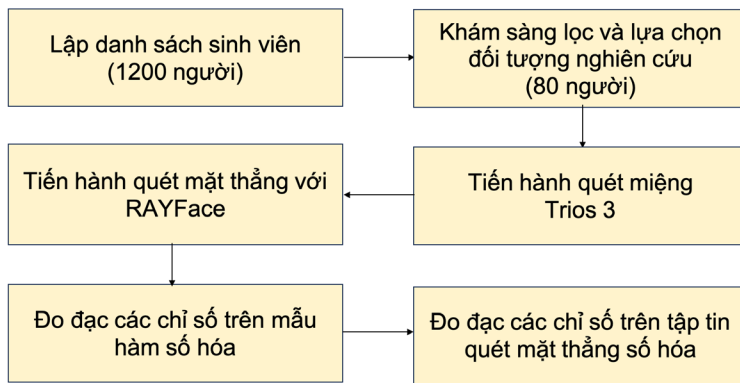 Lập danh sách sinh viên
(1200 người)
Khám sàng lọc và lựa chọn
đối tượng nghiên cứu
(80 người)
Tiến hành quét miệng
Trios 3
Tiến hành quét mặt thẳng với
RAYFace
Đo đạc các chỉ số trên mẫu
hàm số hóa
Đo đạc các chỉ số trên tập tin
quét mặt thẳng số hóa